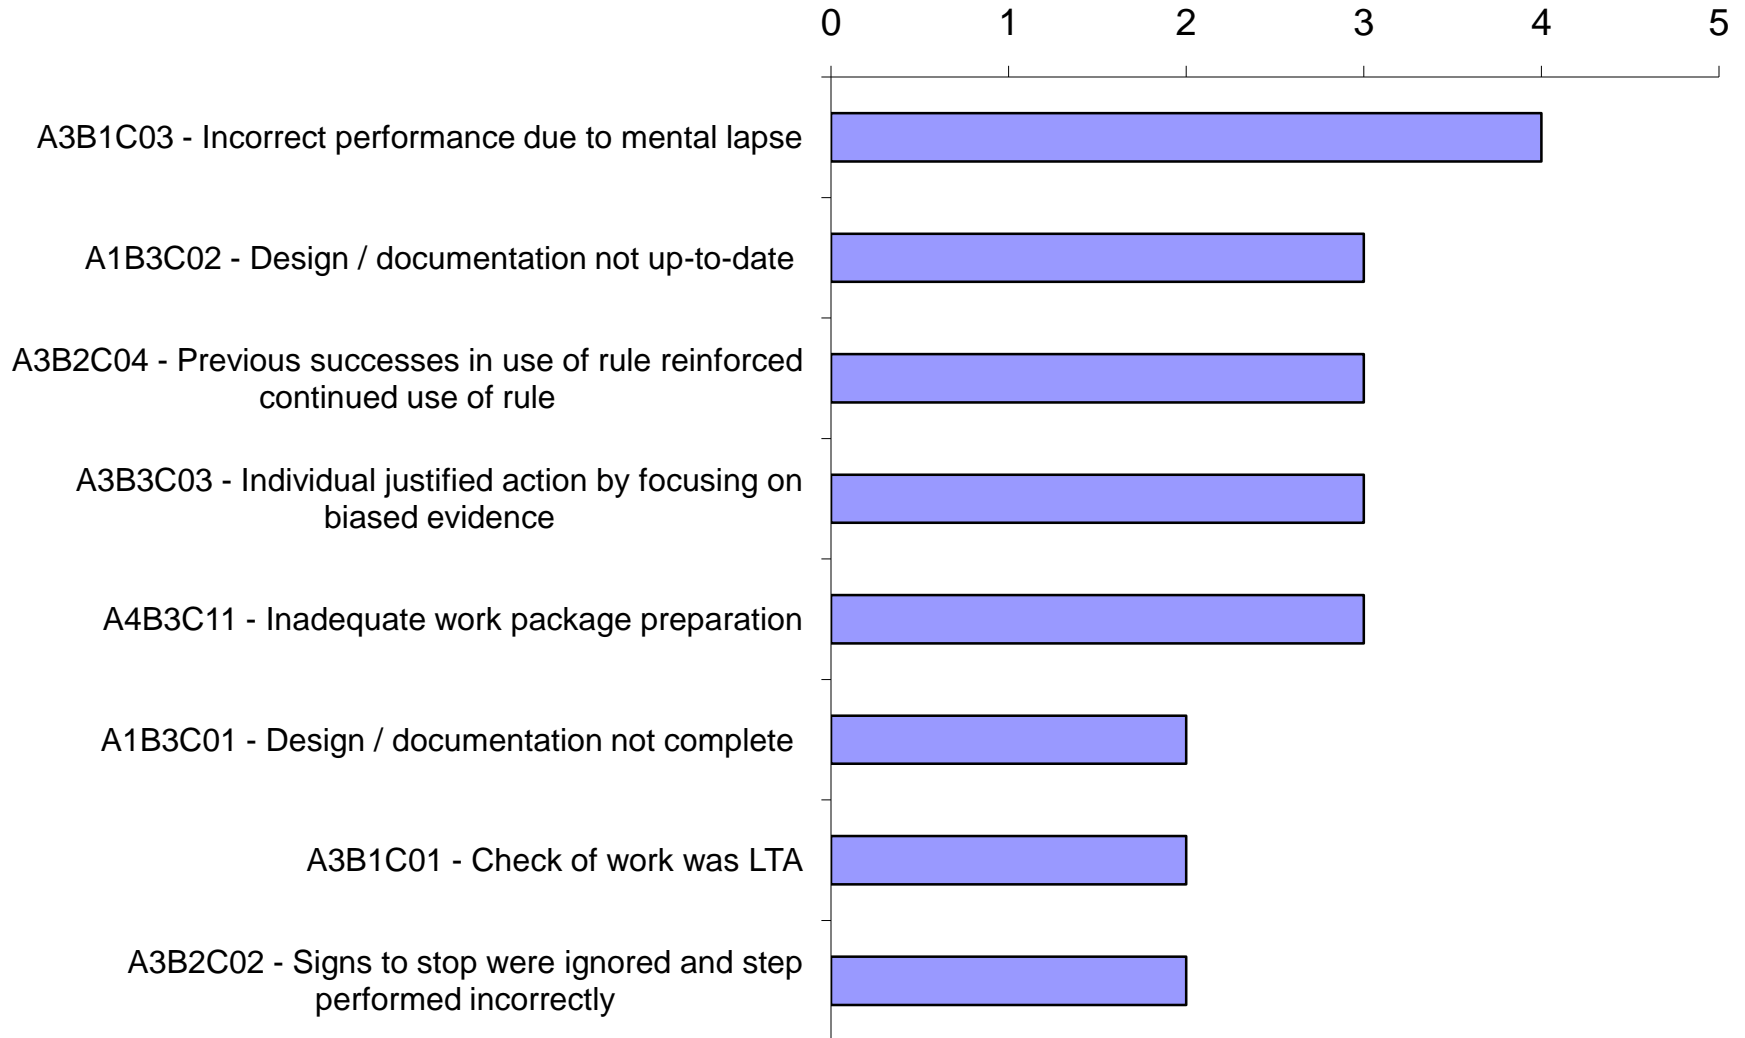 0 1 2 3 4 5
A3B1C03 - Incorrect performance due to mental lapse
A1B3C02 - Design / documentation not up-to-date
A3B2C04 - Previous successes in use of rule reinforced
continued use of rule
A3B3C03 - Individual justified action by focusing on
biased evidence
A4B3C11 - Inadequate work package preparation
A1B3C01 - Design / documentation not complete
A3B1C01 - Check of work was LTA
A3B2C02 - Signs to stop were ignored and step
performed incorrectly